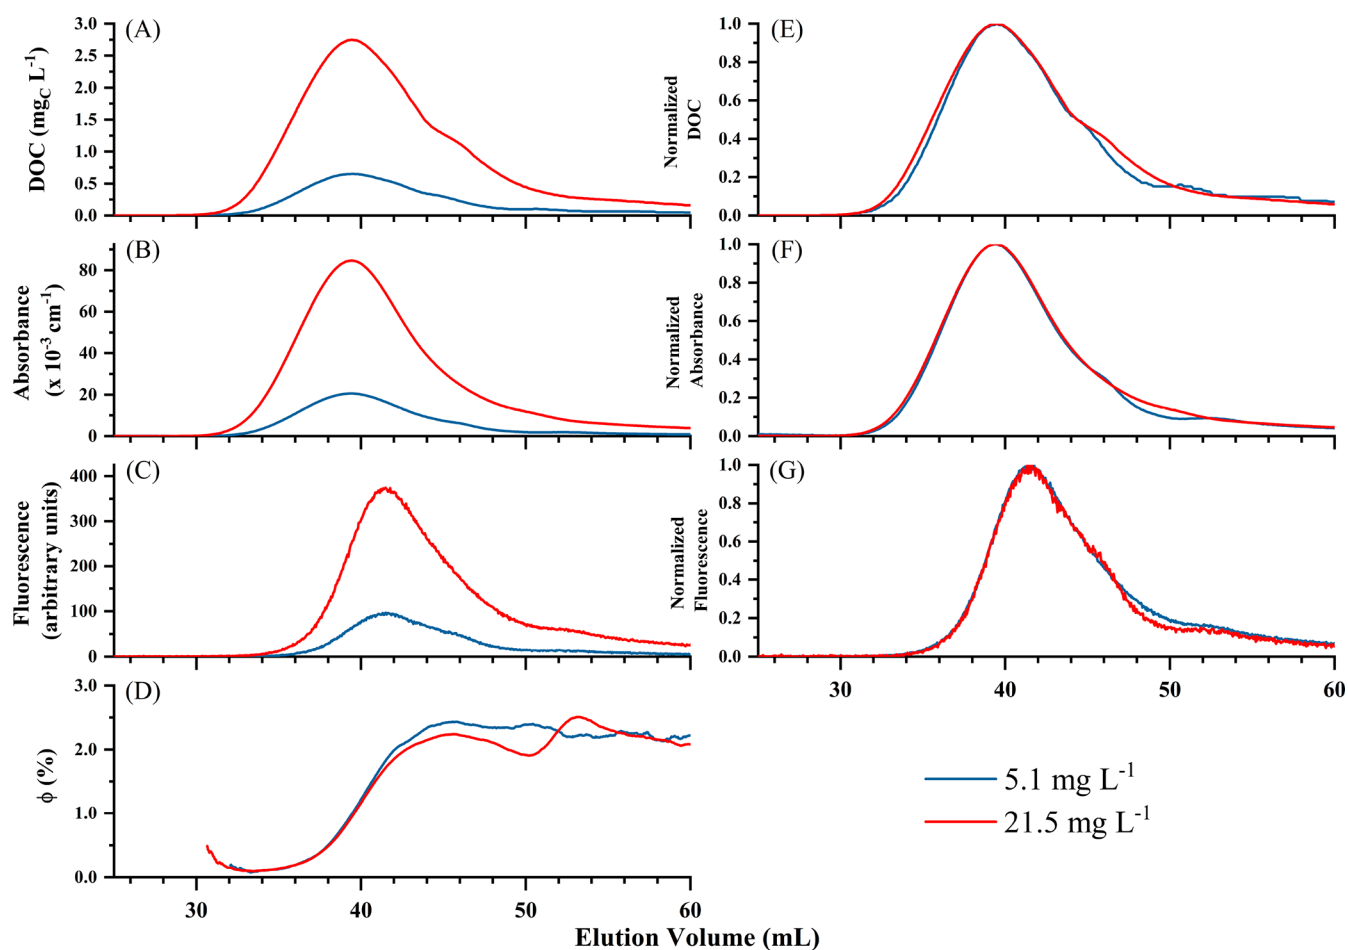 (A)
DOC (mg_C L^-1)
3.0
2.5
2.0
1.5
1.0
0.5
0.0
(B)
Absorbance
(x 10^-3 cm^-1)
80
60
40
20
0
(C)
Fluorescence
(arbitrary units)
400
300
200
100
0
(D)
ϕ (%)
3.0
2.0
1.0
0.0
30
40
50
60
(E)
Normalized
DOC
1.0
0.8
0.6
0.4
0.2
0.0
30
40
50
60
(F)
Normalized
Absorbance
1.0
0.8
0.6
0.4
0.2
0.0
(G)
Normalized
Fluorescence
1.0
0.8
0.6
0.4
0.2
0.0
30
40
50
60
5.1 mg L^-1
21.5 mg L^-1
Elution Volume (mL)